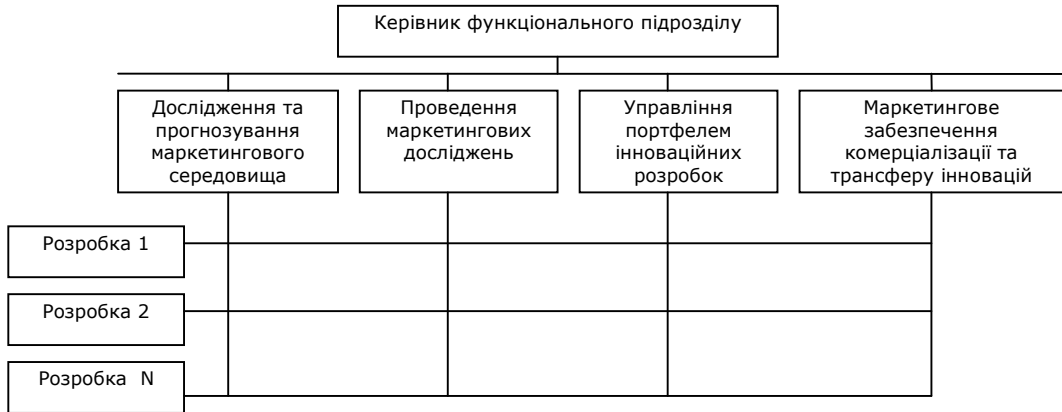 Керівник функціонального підрозділу
Дослідження та
прогнозування
маркетингового
середовища
Проведення
маркетингових
досліджень
Управління
портфелем
інноваційних
розробок
Маркетингове
забезпечення
комерціалізації та
трансферу інновацій
Розробка 1
Розробка 2
Розробка N